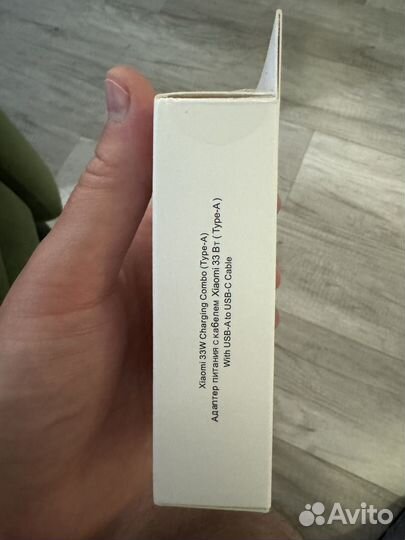 Xiaomi 33W Charging Combo (Type-A)
Адаптер питания с кабелем Xiaomi 33 Вт ( Type-A )
With USB-A to USB-C Cable
Avito